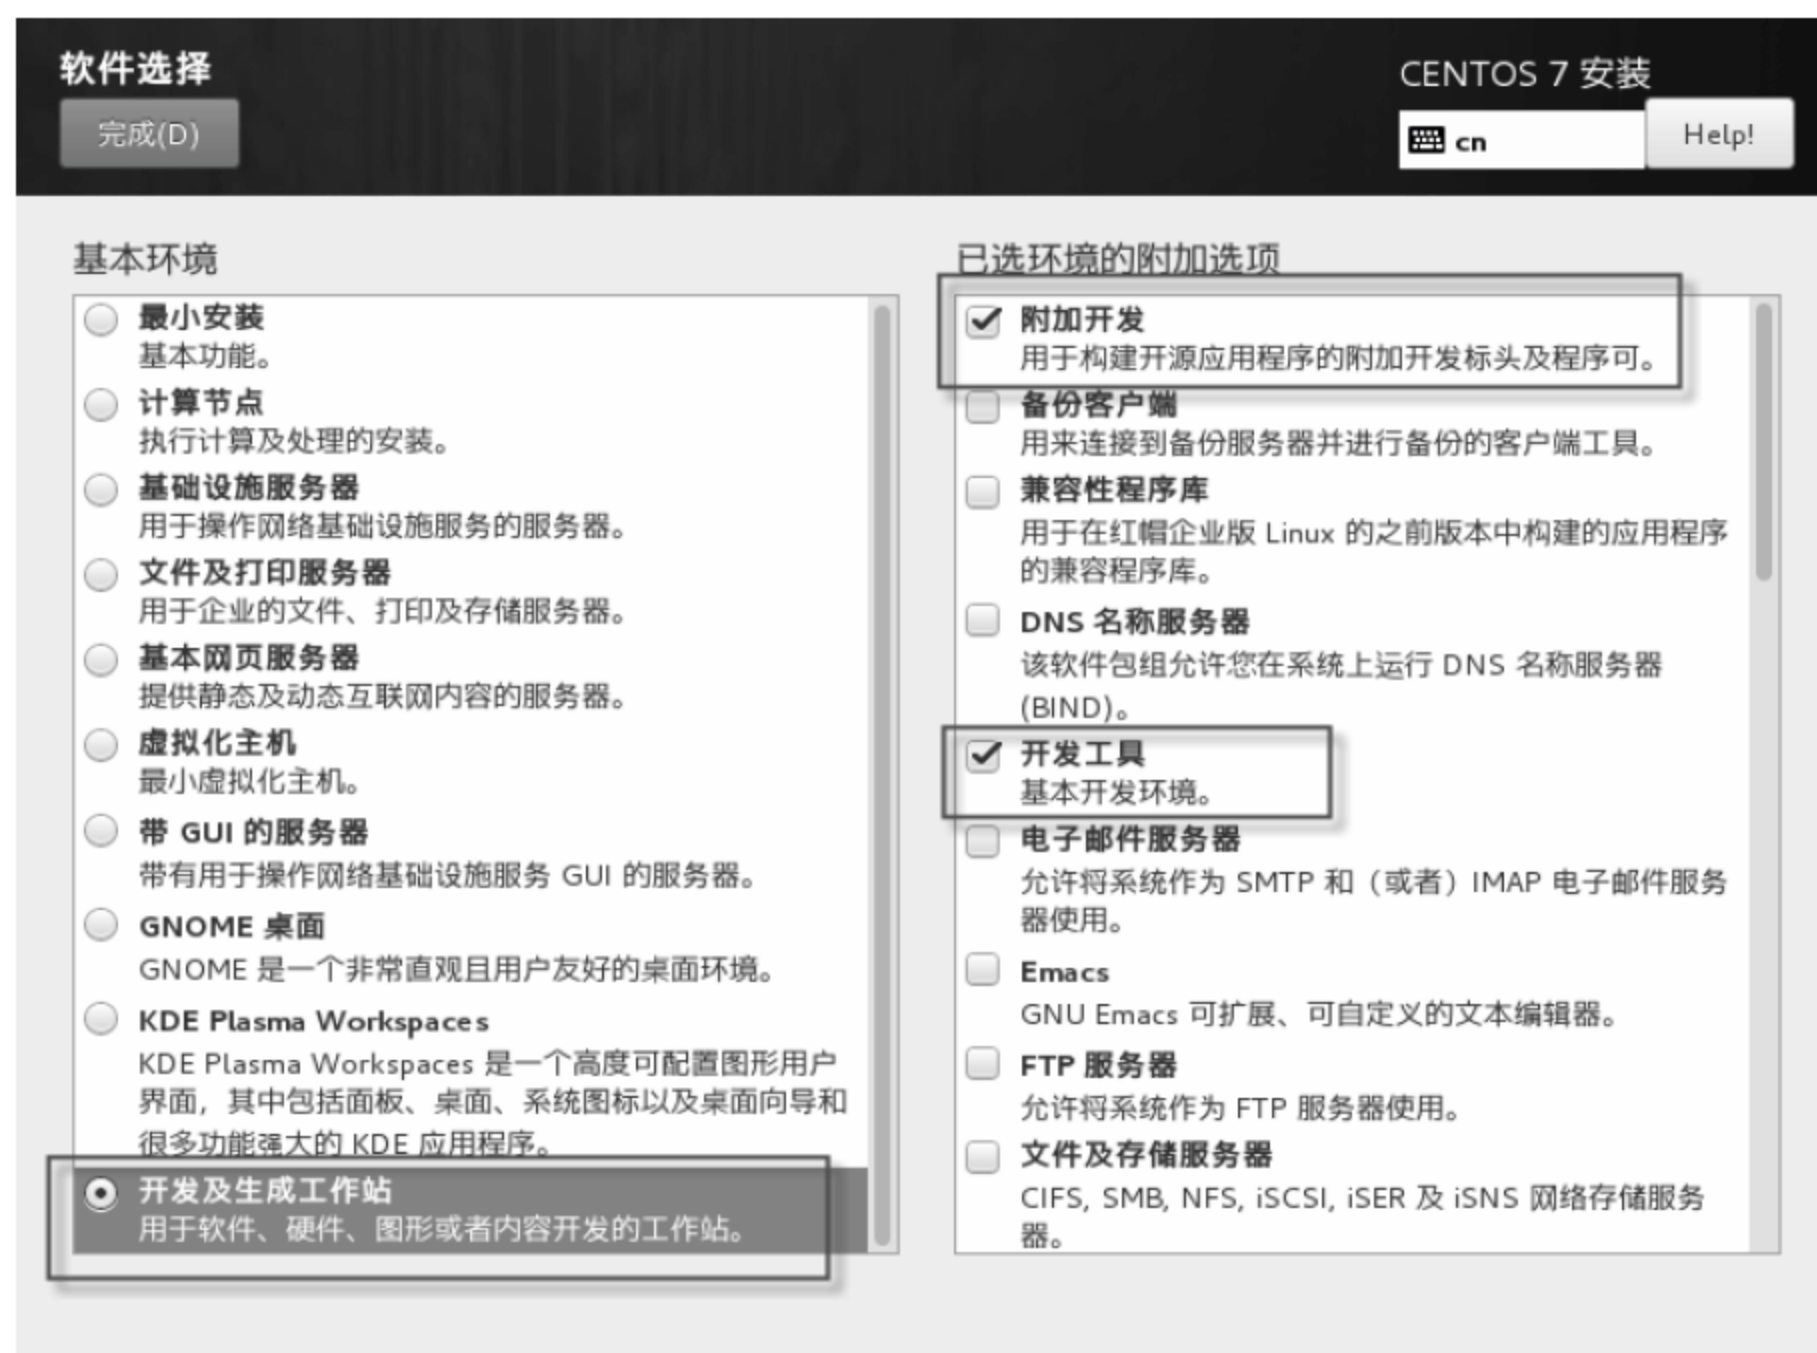 软件选择
完成(D)
CENTOS 7 安装
cn
Help!
基本环境
最小安装
基本功能。
计算节点
执行计算及处理的安装。
基础设施服务器
用于操作网络基础设施服务的服务器。
文件及打印服务器
用于企业的文件、打印及存储服务器。
基本网页服务器
提供静态及动态互联网内容的服务器。
虚拟化主机
最小虚拟化主机。
带 GUI 的服务器
带有用于操作网络基础设施服务 GUI 的服务器。
GNOME 桌面
GNOME 是一个非常直观且用户友好的桌面环境。
KDE Plasma Workspaces
KDE Plasma Workspaces 是一个高度可配置图形用户
界面，其中包括面板、桌面、系统图标以及桌面向导和
很多功能强大的 KDE 应用程序。
开发及生成工作站
用于软件、硬件、图形或者内容开发的工作站。
已选环境的附加选项
附加开发
用于构建开源应用程序的附加开发标头及程序可。
备份客户端
用来连接到备份服务器并进行备份的客户端工具。
兼容性程序库
用于在红帽企业版 Linux 的之前版本中构建的应用程序
的兼容程序库。
DNS 名称服务器
该软件包组允许您在系统上运行 DNS 名称服务器
(BIND)。
开发工具
基本开发环境。
电子邮件服务器
允许将系统作为 SMTP 和（或者）IMAP 电子邮件服务
器使用。
Emacs
GNU Emacs 可扩展、可自定义的文本编辑器。
FTP 服务器
允许将系统作为 FTP 服务器使用。
文件及存储服务器
CIFS, SMB, NFS, iSCSI, iSER 及 iSNS 网络存储服务
器。